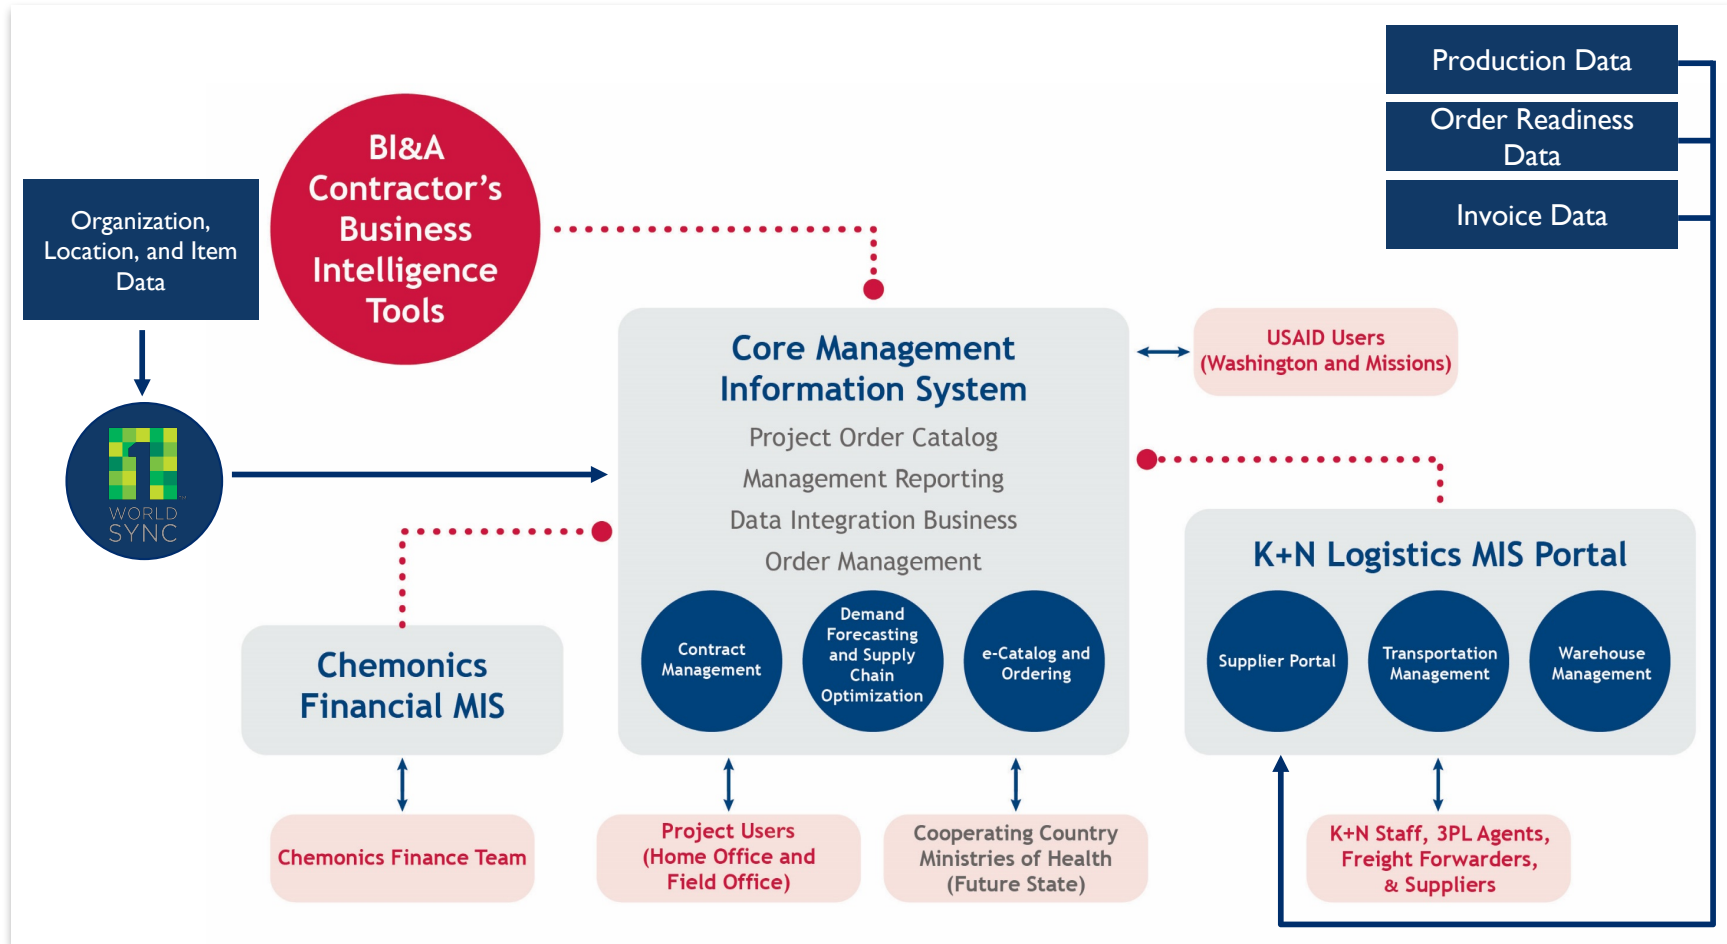 Production Data
Order Readiness
Data
Invoice Data
BI&A
Contractor's
Business
Intelligence
Tools
Organization,
Location, and Item
Data
1
WORLD
SYNC
Core Management
Information System
Project Order Catalog
Management Reporting
Data Integration Business
Order Management
Contract
Management
Demand
Forecasting
and Supply
Chain
Optimization
e-Catalog and
Ordering
USAID Users
(Washington and Missions)
K+N Logistics MIS Portal
Supplier Portal
Transportation
Management
Warehouse
Management
Chemonics
Financial MIS
Chemonics Finance Team
Project Users
(Home Office and
Field Office)
Cooperating Country
Ministries of Health
(Future State)
K+N Staff, 3PL Agents,
Freight Forwarders,
& Suppliers